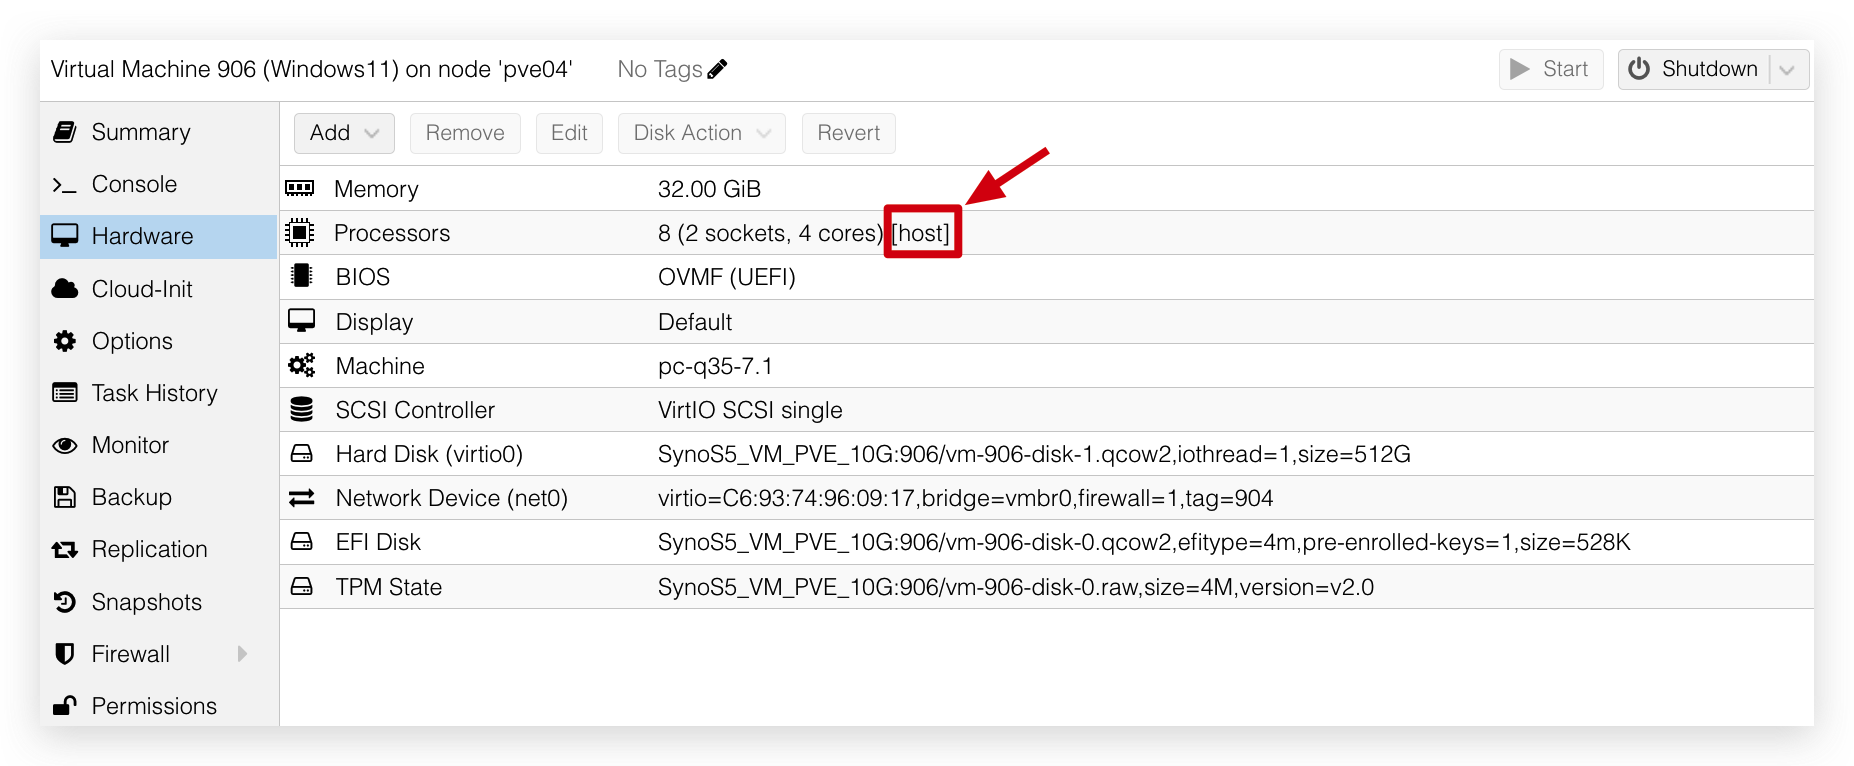 Virtual Machine 906 (Windows11) on node 'pve04' No Tags Start Shutdown
Add Remove Edit Disk Action Revert
Summary
Console
Hardware
Cloud-Init
Options
Task History
Monitor
Backup
Replication
Snapshots
Firewall
Permissions
Memory 32.00 GiB
Processors 8 (2 sockets, 4 cores) [host]
BIOS OVMF (UEFI)
Display Default
Machine pc-q35-7.1
SCSI Controller VirtIO SCSI single
Hard Disk (virtio0) SynoS5_VM_PVE_10G:906/vm-906-disk-1.qcow2,iothread=1,size=512G
Network Device (net0) virtio=C6:93:74:96:09:17,bridge=vmbr0,firewall=1,tag=904
EFI Disk SynoS5_VM_PVE_10G:906/vm-906-disk-0.qcow2,efitype=4m,pre-enrolled-keys=1,size=528K
TPM State SynoS5_VM_PVE_10G:906/vm-906-disk-0.raw,size=4M,version=v2.0